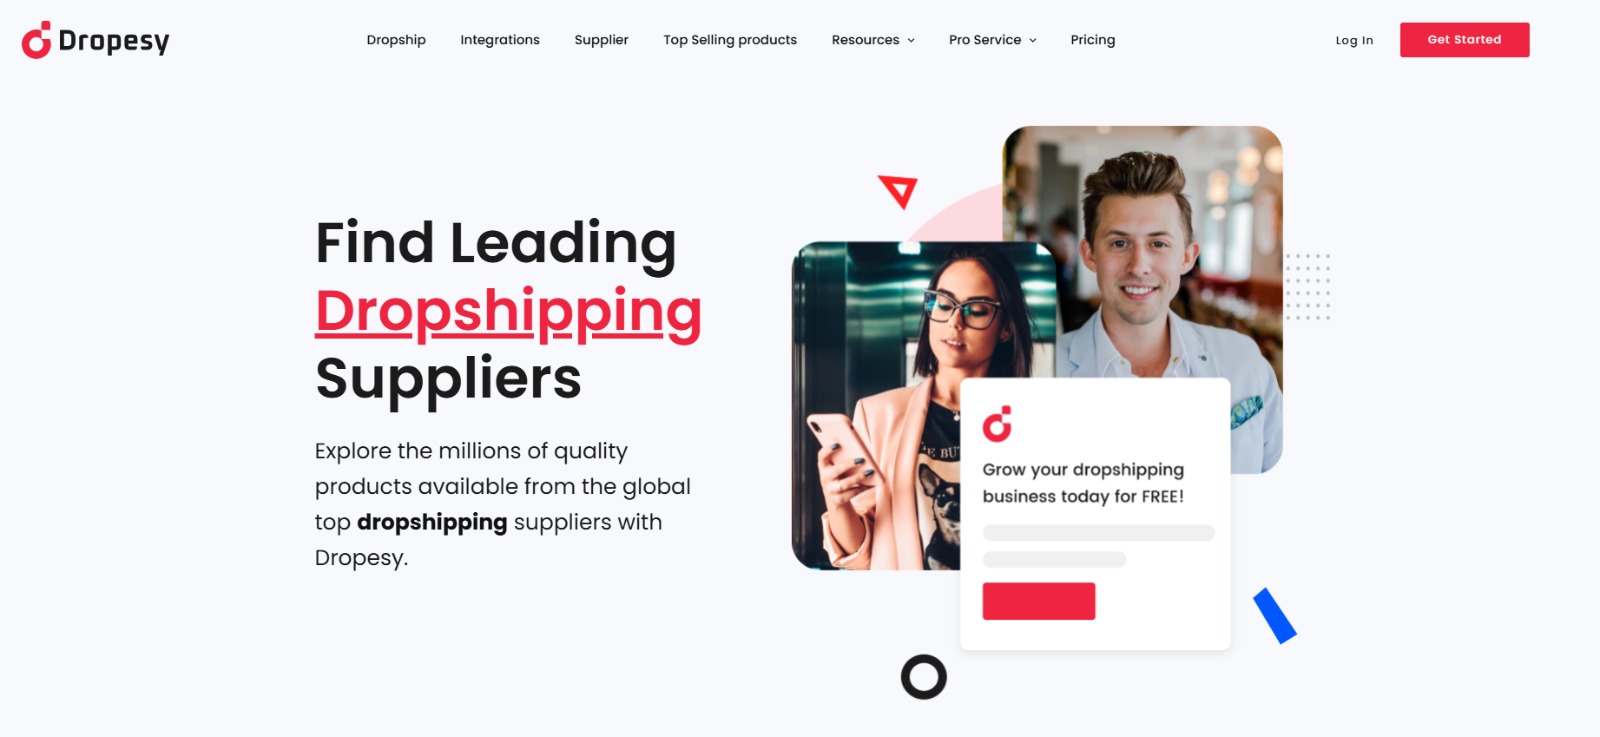 Dropesy
Dropship
Integrations
Supplier
Top Selling products
Resources
Pro Service
Pricing
Log In
Get Started
Find Leading
Dropshipping
Suppliers
Explore the millions of quality
products available from the global
top dropshipping suppliers with
Dropesy.
E BU
Grow your dropshipping
business today for FREE!